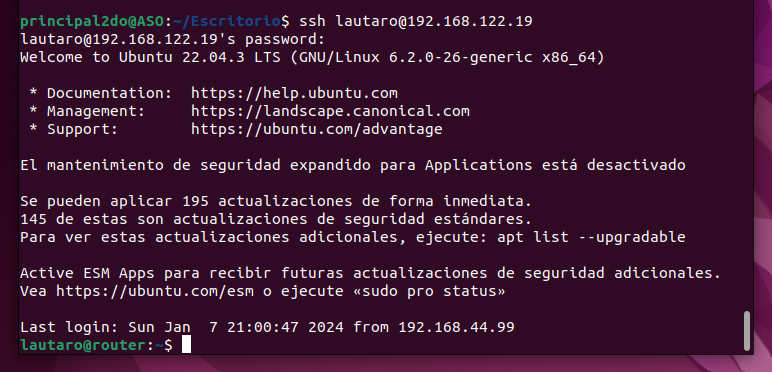 principal2do@ASO:~/Escritorio$ ssh lautaro@192.168.122.19
lautaro@192.168.122.19's password:
Welcome to Ubuntu 22.04.3 LTS (GNU/Linux 6.2.0-26-generic x86_64)

 * Documentation:  https://help.ubuntu.com
 * Management:     https://landscape.canonical.com
 * Support:        https://ubuntu.com/advantage

El mantenimiento de seguridad expandido para Applications está desactivado

Se pueden aplicar 195 actualizaciones de forma inmediata.
145 de estas son actualizaciones de seguridad estándares.
Para ver estas actualizaciones adicionales, ejecute: apt list --upgradable

Active ESM Apps para recibir futuras actualizaciones de seguridad adicionales.
Vea https://ubuntu.com/esm o ejecute «sudo pro status»

Last login: Sun Jan  7 21:00:47 2024 from 192.168.44.99
lautaro@router:~$